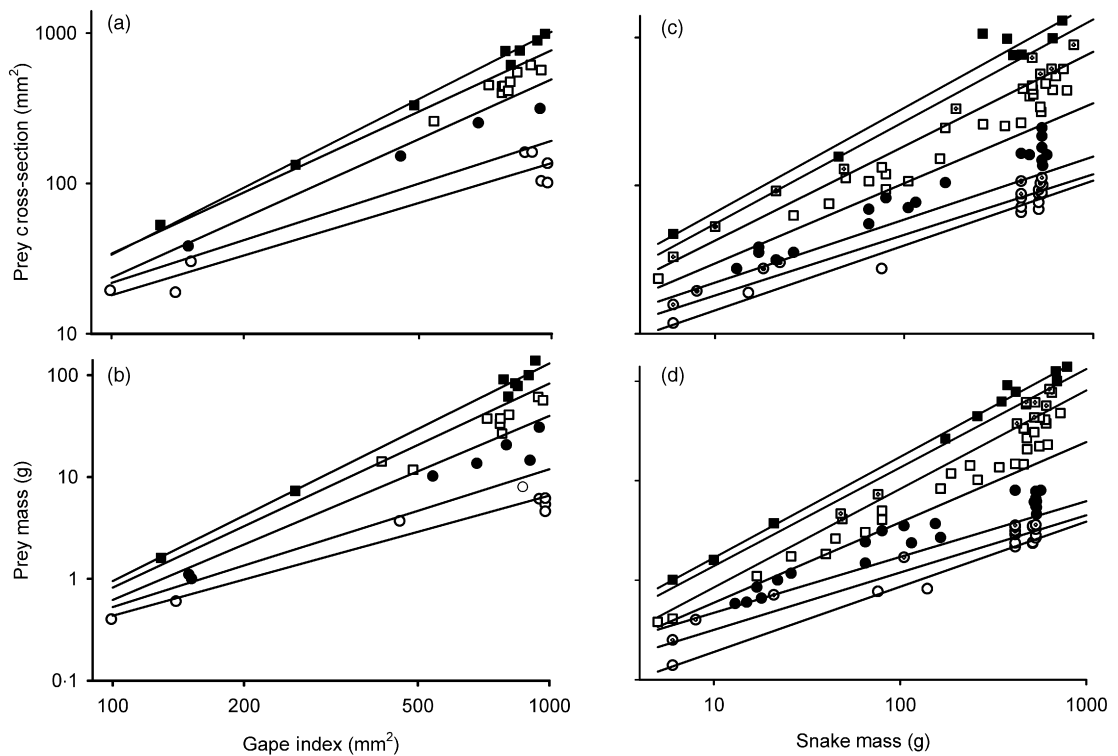 (a)
1000
100
10
Prey cross-section (mm²)
(c)
(b)
100
10
1
0·1
Prey mass (g)
100
200
500
1000
Gape index (mm²)
(d)
10
100
1000
Snake mass (g)